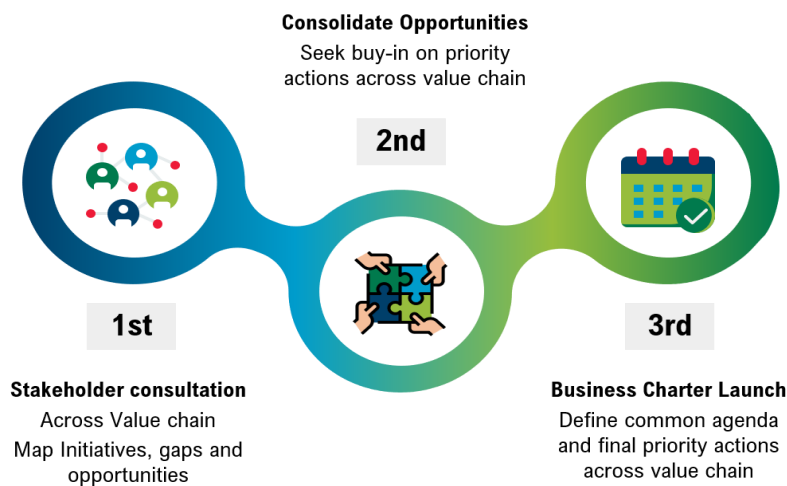 Consolidate Opportunities
Seek buy-in on priority
actions across value chain
2nd
1st
Stakeholder consultation
Across Value chain
Map Initiatives, gaps and
opportunities
3rd
Business Charter Launch
Define common agenda
and final priority actions
across value chain